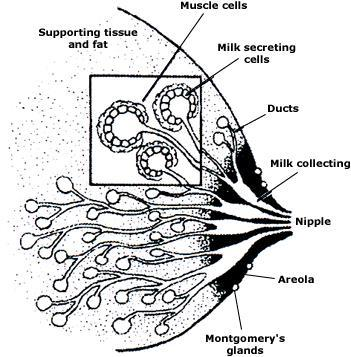 Muscle cells
Supporting tissue
and fat
Milk secreting
cells
Ducts
Milk collecting
Nipple
Areola
Montgomery's
glands